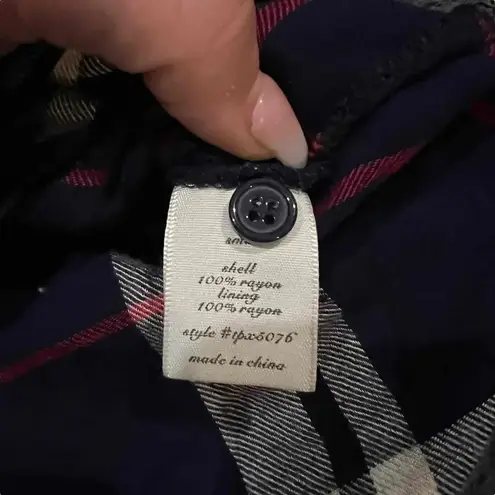 shell
100% rayon
lining
100% rayon
style #tpx5076
made in china